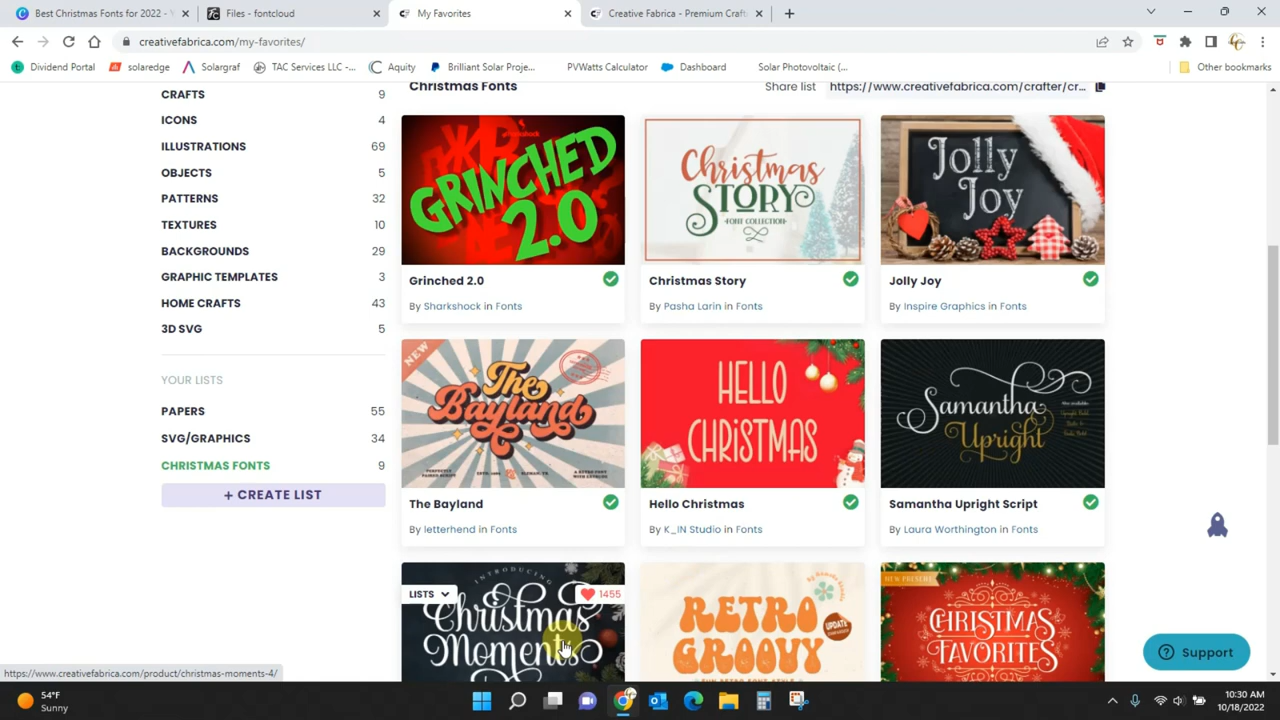 Best Christmas Fonts for 2022 -
Files - fontcloud
My Favorites
Creative Fabrica - Premium Craft
creativefabrica.com/my-favorites/
Dividend Portal
solaredge
Solargraf
TAC Services LLC -...
Aquity
Brilliant Solar Proje...
PVWatts Calculator
Dashboard
Solar Photovoltaic (...
Other bookmarks
CRAFTS 9
ICONS 4
ILLUSTRATIONS 69
OBJECTS 5
PATTERNS 32
TEXTURES 10
BACKGROUNDS 29
GRAPHIC TEMPLATES 3
HOME CRAFTS 43
3D SVG 5
YOUR LISTS
PAPERS 55
SVG/GRAPHICS 34
CHRISTMAS FONTS 9
+ CREATE LIST
Christmas Fonts
Share list
https://www.creativefabrica.com/crafter/cr...
GRINCHED
2.0
Grinched 2.0
By Sharkshock in Fonts
Christmas
STORY
FONT COLLECTION
Christmas Story
By Pasha Larin in Fonts
Jolly
Joy
Jolly Joy
By Inspire Graphics in Fonts
NEW
The
Bayland
The Bayland
By letterhend in Fonts
HELLO
CHRiSTMAS
Hello Christmas
By K_IN Studio in Fonts
Samantha
Upright
Samantha Upright Script
By Laura Worthington in Fonts
LISTS
1455
INTRODUCING
Christmas
Moments
RETRO
GROOVY
UPDATE
NEW PRESENT
CHRISTMAS
FAVORITES
Support
https://www.creativefabrica.com/product/christmas-moments-4/
54°F
Sunny
10:30 AM
10/18/2022